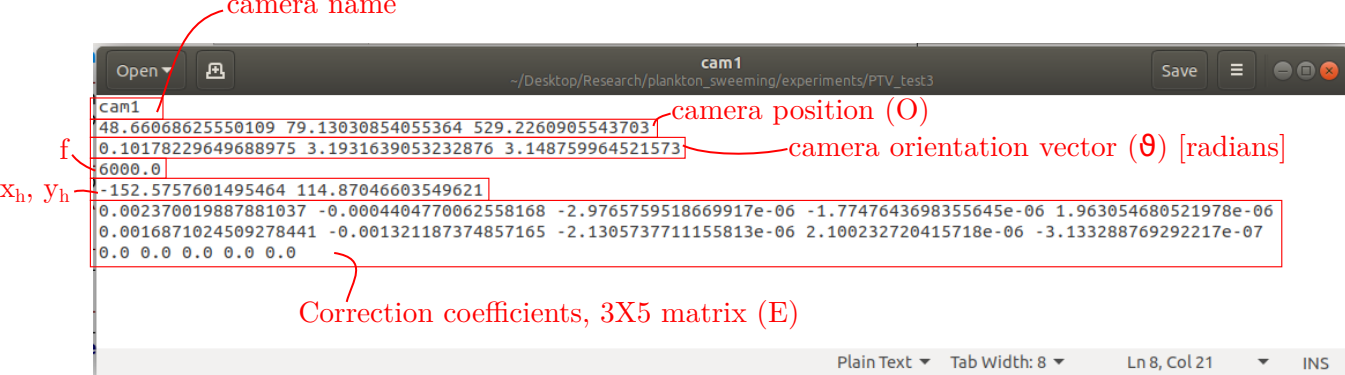 camera name
Open
cam1
Save
~/Desktop/Research/plankton_sweeming/experiments/PTV_test3
cam1
48.66068625550109 79.13030854055364 529.2260905543703
camera position (O)
0.10178229649688975 3.1931639053232876 3.148759964521573
camera orientation vector (ϑ) [radians]
f
6000.0
xh, yh
-152.5757601495464 114.87046603549621
0.002370019887881037 -0.0004404770062558168 -2.9765759518669917e-06 -1.7747643698355645e-06 1.963054680521978e-06
0.0016871024509278441 -0.001321187374857165 -2.1305737711155813e-06 2.100232720415718e-06 -3.133288769292217e-07
0.0 0.0 0.0 0.0 0.0
Correction coefficients, 3X5 matrix (E)
Plain Text Tab Width: 8 Ln 8, Col 21 INS